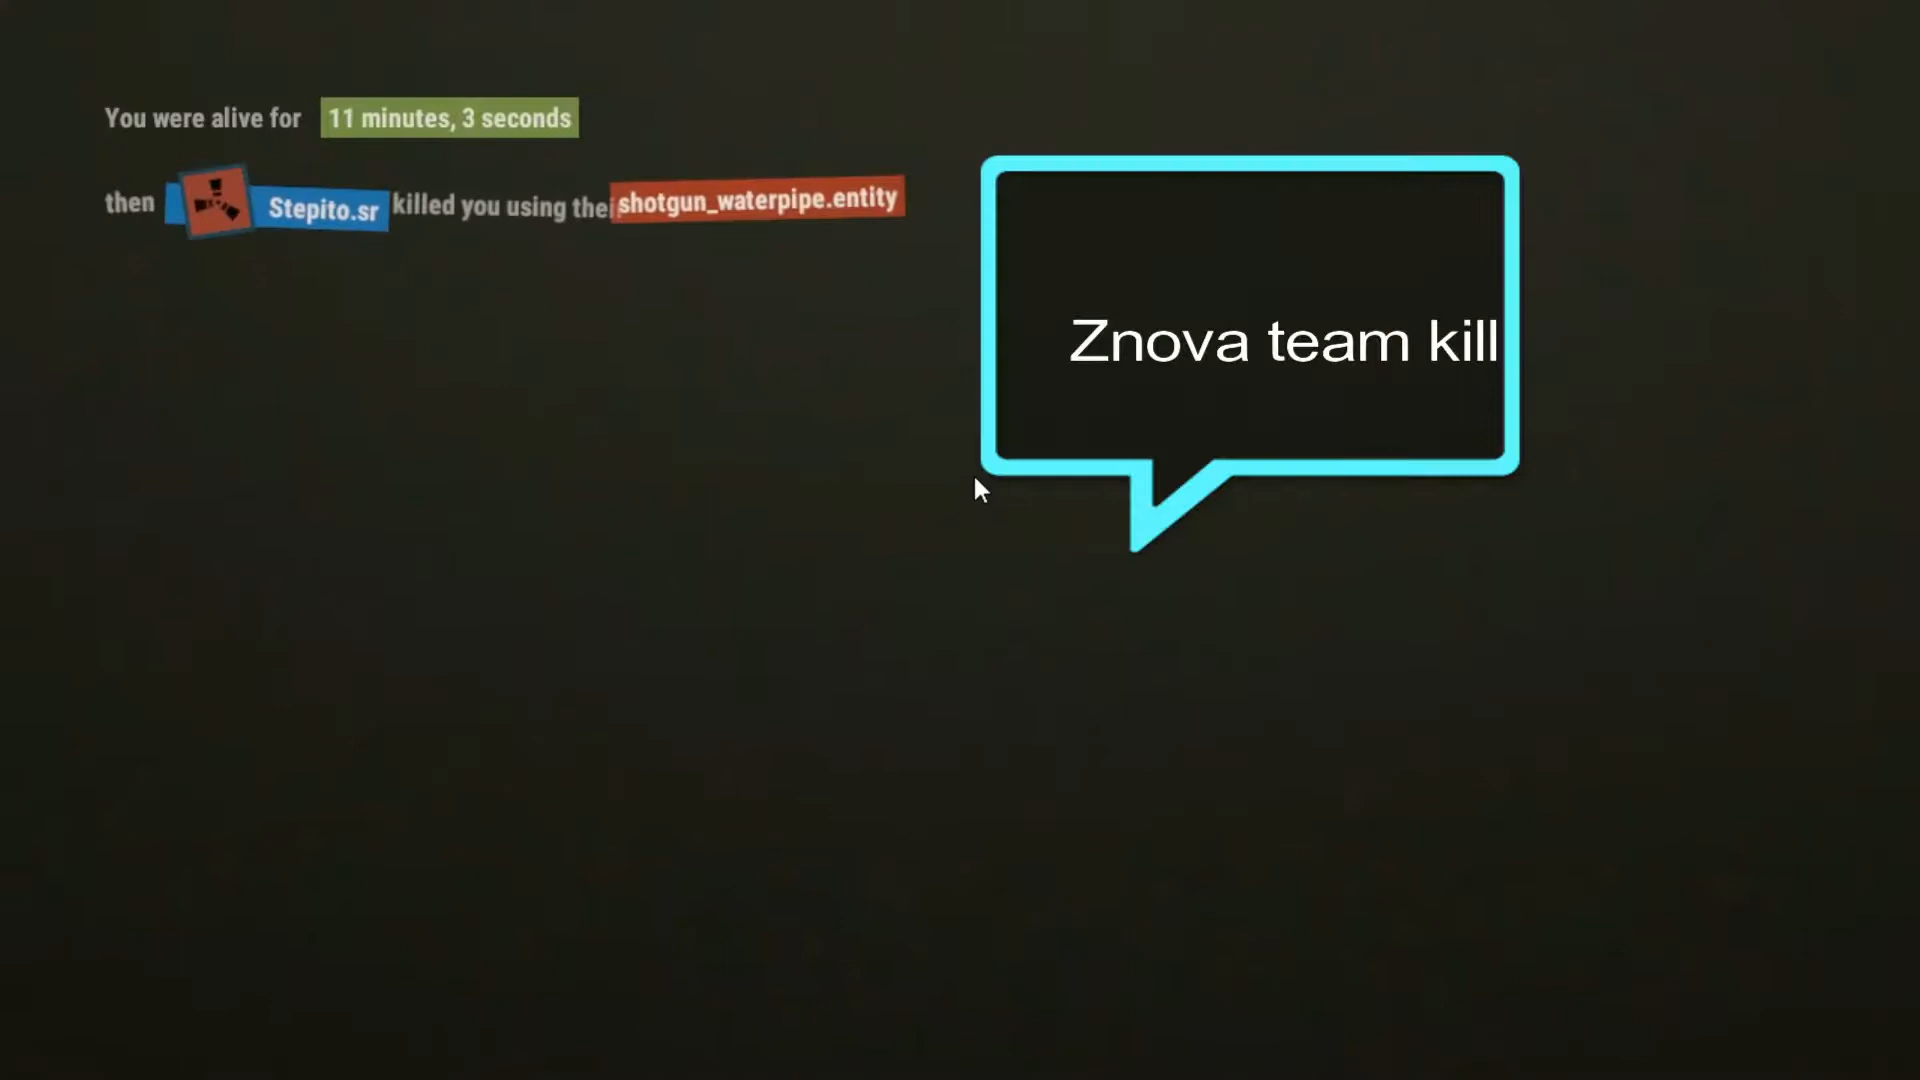 You were alive for 11 minutes, 3 seconds
then Stepito.sr killed you using thei shotgun_waterpipe.entity
Znova team kill